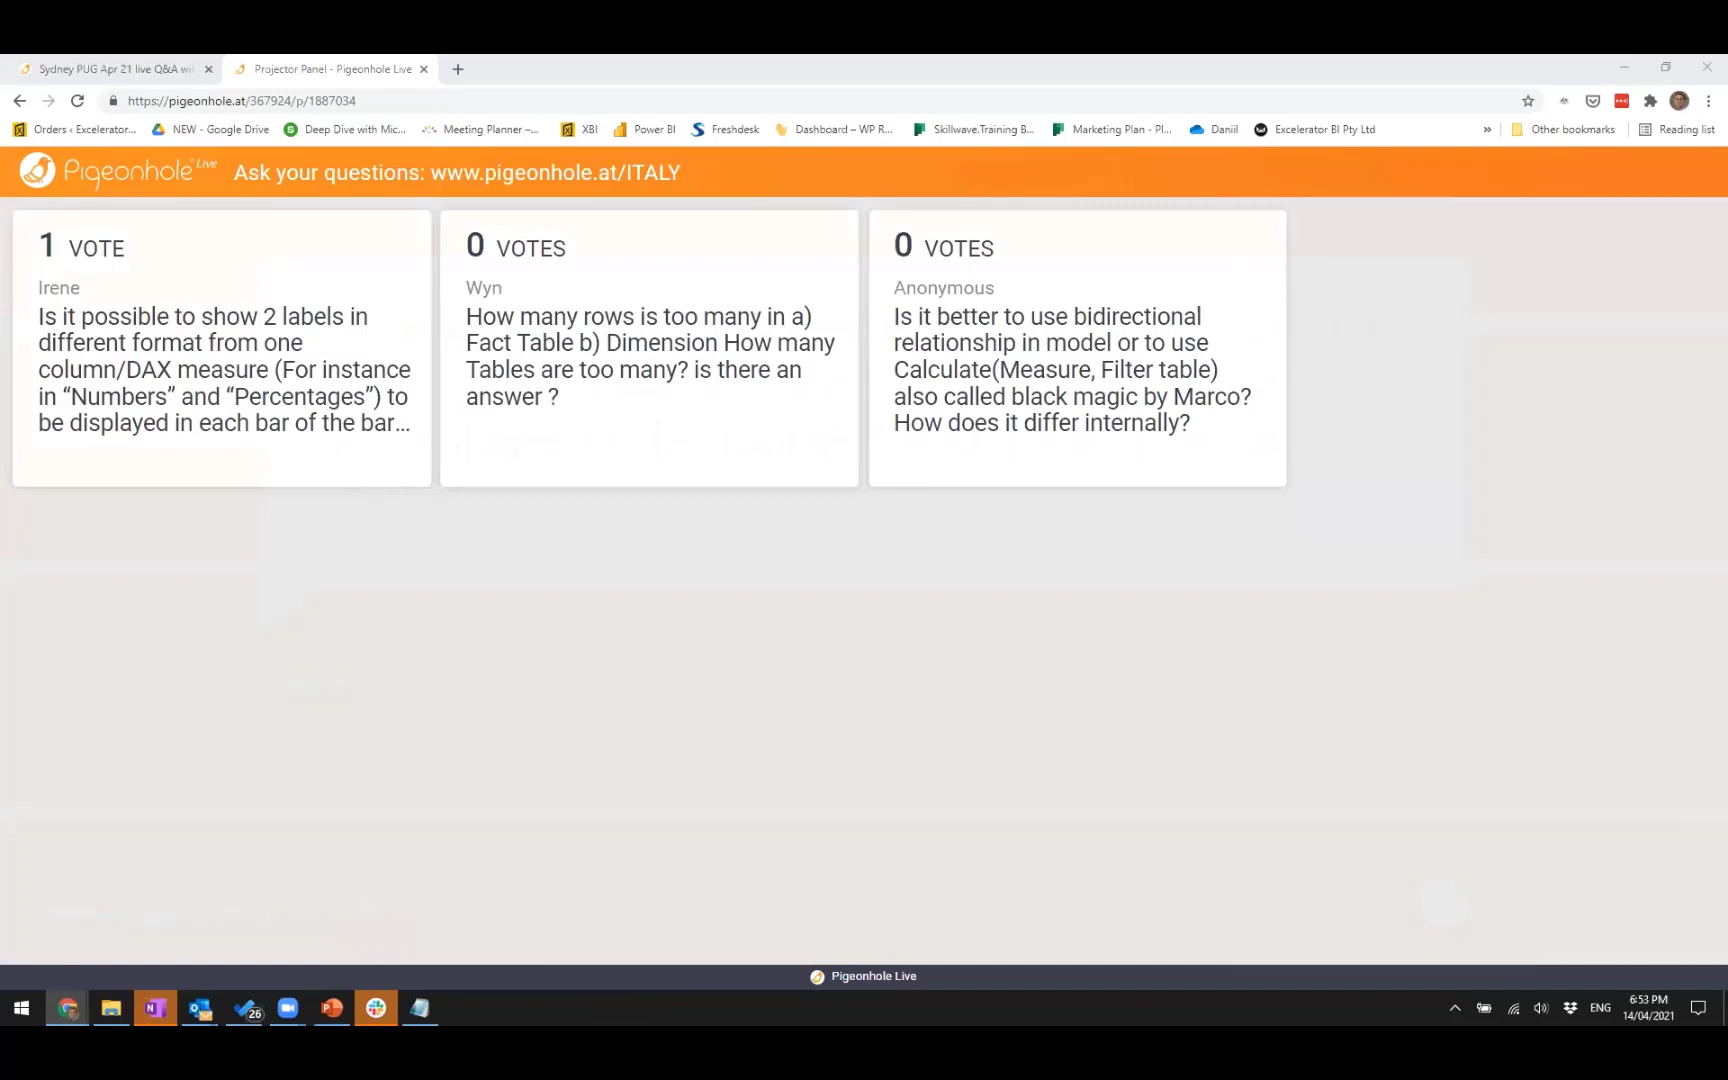 Sydney PUG Apr 21 live Q&A wi
Projector Panel - Pigeonhole Live
https://pigeonhole.at/367924/p/1887034
Orders ‹ Excelerator...
NEW - Google Drive
Deep Dive with Mic...
Meeting Planner –...
XBI
Power BI
Freshdesk
Dashboard – WP R...
Skillwave.Training B...
Marketing Plan - Pl...
Daniil
Excelerator BI Pty Ltd
»
Other bookmarks
Reading list
Pigeonhole Live
Ask your questions: www.pigeonhole.at/ITALY
1 VOTE
Irene
Is it possible to show 2 labels in
different format from one
column/DAX measure (For instance
in “Numbers” and “Percentages”) to
be displayed in each bar of the bar...
0 VOTES
Wyn
How many rows is too many in a)
Fact Table b) Dimension How many
Tables are too many? is there an
answer ?
0 VOTES
Anonymous
Is it better to use bidirectional
relationship in model or to use
Calculate(Measure, Filter table)
also called black magic by Marco?
How does it differ internally?
Pigeonhole Live
26
ENG
6:53 PM
14/04/2021